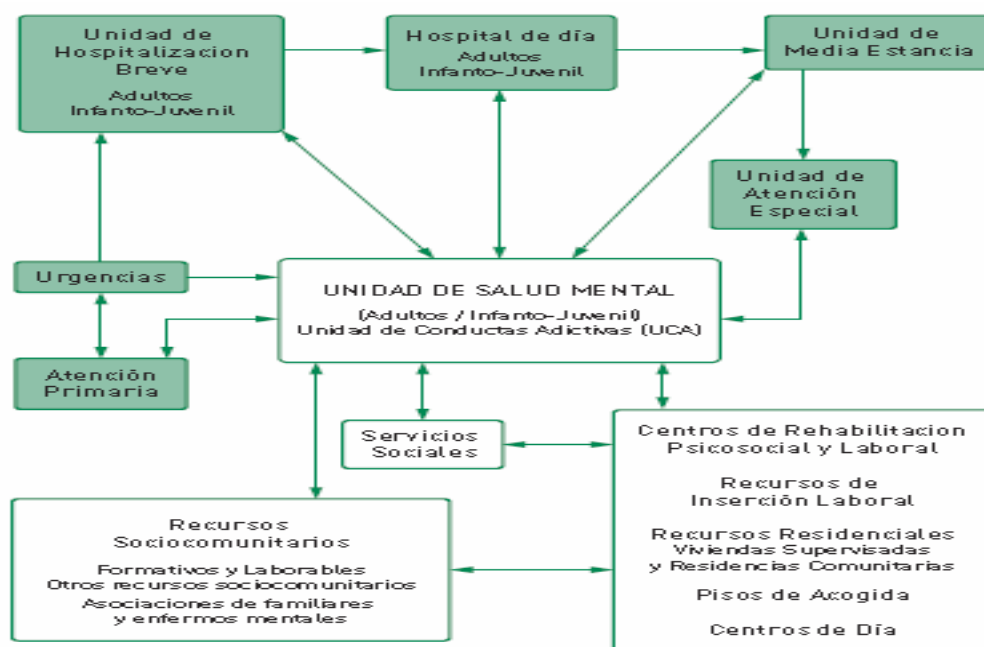 Unidad de
Hospitalizacion
Breve
Adultos
Infanto-Juvenil
Hospital de día
Adultos
Infanto-Juvenil
Unidad de
Media Estancia
Unidad de
Atención
Especial
Urgencias
UNIDAD DE SALUD MENTAL
(Adultos / Infanto-Juvenil)
Unidad de Conductas Adictivas (UCA)
Atención
Primaria
Servicios
Sociales
Centros de Rehabilitacion
Psicosocial y Laboral
Recursos de
Inserción Laboral
Recursos Residenciales
Viviendas Supervisadas
y Residencias Comunitarias
Pisos de Acogida
Centros de Día
Recursos
Sociocomunitarios
Formativos y Laborables
Otros recursos sociocomunitarios
Asociaciones de familiares
y enfermos mentales